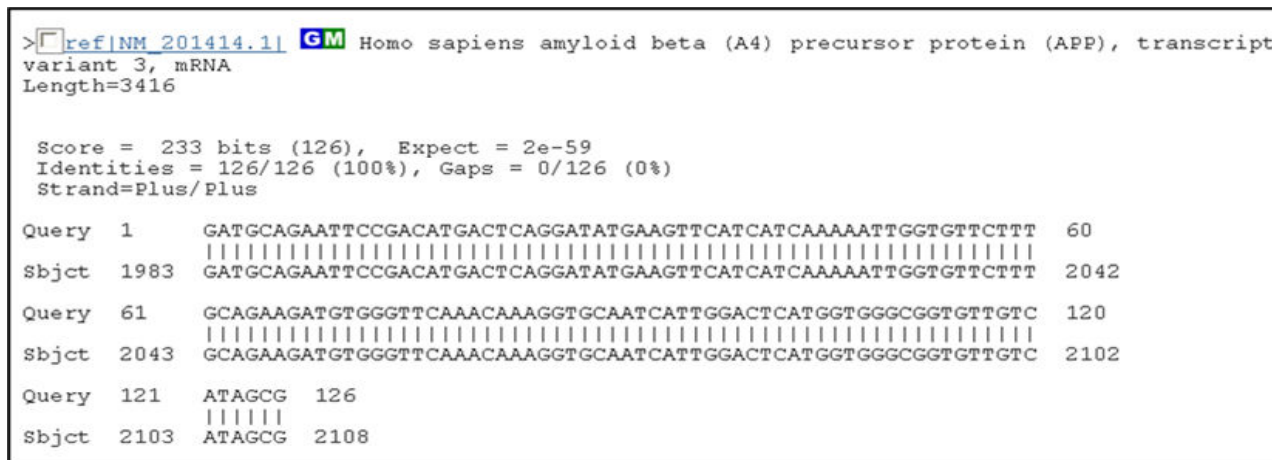 >ref|NM_201414.1| GM Homo sapiens amyloid beta (A4) precursor protein (APP), transcript
variant 3, mRNA
Length=3416
Score = 233 bits (126), Expect = 2e-59
Identities = 126/126 (100%), Gaps = 0/126 (0%)
Strand=Plus/Plus
Query 1 GATGCAGAATTCCGACATGACTCAGGATATGAAGTTCATCATCAAAAATTGGTGTTCTTT 60
||||||||||||||||||||||||||||||||||||||||||||||||||||||||||||
Sbjct 1983 GATGCAGAATTCCGACATGACTCAGGATATGAAGTTCATCATCAAAAATTGGTGTTCTTT 2042
Query 61 GCAGAAGATGTGGGTTCAAACAAAGGTGCAATCATTGGACTCATGGTGGGCGGTGTTGTC 120
||||||||||||||||||||||||||||||||||||||||||||||||||||||||||||
Sbjct 2043 GCAGAAGATGTGGGTTCAAACAAAGGTGCAATCATTGGACTCATGGTGGGCGGTGTTGTC 2102
Query 121 ATAGCG 126
||||||
Sbjct 2103 ATAGCG 2108